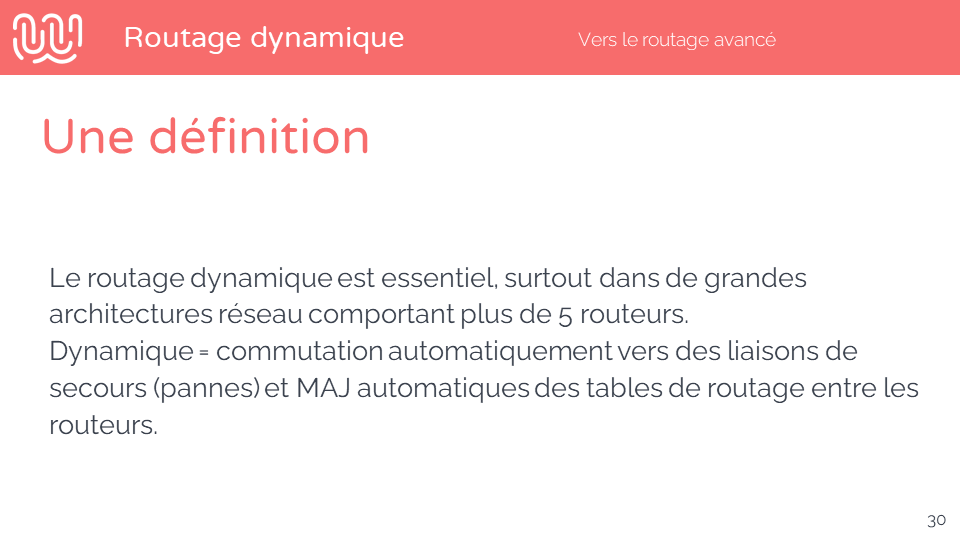 Routage dynamique
Vers le routage avancé
Une définition
Le routage dynamique est essentiel, surtout dans de grandes
architectures réseau comportant plus de 5 routeurs.
Dynamique = commutation automatiquement vers des liaisons de
secours (pannes) et MAJ automatiques des tables de routage entre les
routeurs.
30